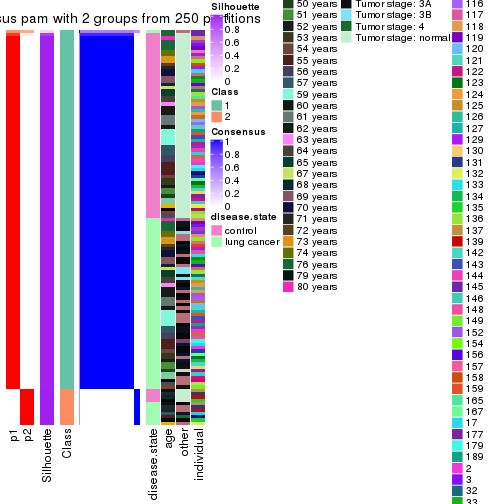 sus pam with 2 groups from 250 partitions
p1
p2
Silhouette
Class
disease.state
age
other
individual
Silhouette
1
0.8
0.6
0.4
0.2
0
Class
1
2
Consensus
1
0.8
0.6
0.4
0.2
0
disease.state
control
lung cancer
50 years
51 years
52 years
53 years
54 years
55 years
56 years
57 years
59 years
60 years
61 years
62 years
63 years
64 years
65 years
67 years
68 years
69 years
70 years
71 years
72 years
73 years
74 years
76 years
79 years
80 years
Tumor stage: 3A
Tumor stage: 3B
Tumor stage: 4
Tumor stage: normal
116
117
118
119
120
121
122
123
124
125
126
127
129
130
131
132
133
134
135
136
137
139
142
143
144
145
146
148
149
152
154
156
157
158
159
165
167
17
177
179
189
2
3
32
33